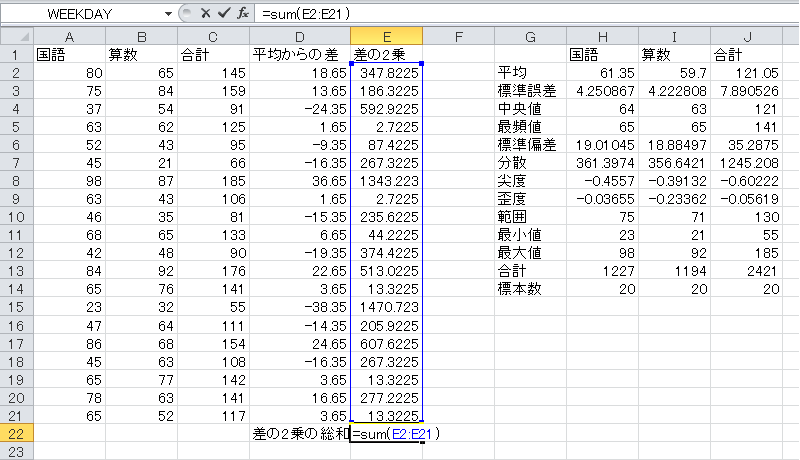 WEEKDAY =sum(E2:E21)
A B C D E F G H I J
1 国語 算数 合計 平均からの差 差の2乗 国語 算数 合計
2 80 65 145 18.65 347.8225 平均 61.35 59.7 121.05
3 75 84 159 13.65 186.3225 標準誤差 4.250867 4.222808 7.890526
4 37 54 91 -24.35 592.9225 中央値 64 63 121
5 63 62 125 1.65 2.7225 最頻値 65 65 141
6 52 43 95 -9.35 87.4225 標準偏差 19.01045 18.88497 35.2875
7 45 21 66 -16.35 267.3225 分散 361.3974 356.6421 1245.208
8 98 87 185 36.65 1343.223 尖度 -0.4557 -0.39132 -0.60222
9 63 43 106 1.65 2.7225 歪度 -0.03655 -0.23362 -0.05619
10 46 35 81 -15.35 235.6225 範囲 75 71 130
11 68 65 133 6.65 44.2225 最小値 23 21 55
12 42 48 90 -19.35 374.4225 最大値 98 92 185
13 84 92 176 22.65 513.0225 合計 1227 1194 2421
14 65 76 141 3.65 13.3225 標本数 20 20 20
15 23 32 55 -38.35 1470.723
16 47 64 111 -14.35 205.9225
17 86 68 154 24.65 607.6225
18 45 63 108 -16.35 267.3225
19 65 77 142 3.65 13.3225
20 78 63 141 16.65 277.2225
21 65 52 117 3.65 13.3225
22 差の2乗の総和 =sum(E2:E21)
23